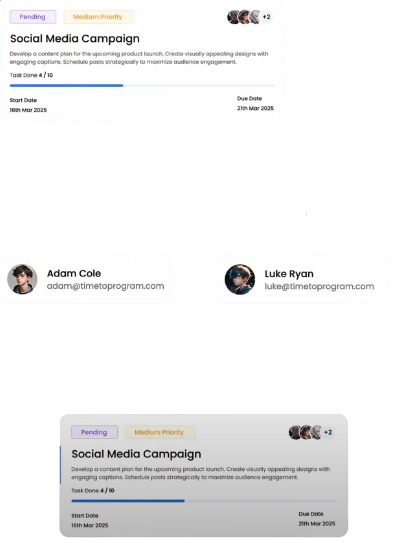 Pending Medium Priority +2
Social Media Campaign
Develop a content plan for the upcoming product launch. Create visually appealing designs with
engaging captions. Schedule posts strategically to maximize audience engagement.
Task Done 4 / 10
Start Date Due Date
16th Mar 2025 21th Mar 2025
Adam Cole Luke Ryan
adam@timetoprogram.com luke@timetoprogram.com
Pending Medium Priority +2
Social Media Campaign
Develop a content plan for the upcoming product launch. Create visually appealing designs with
engaging captions. Schedule posts strategically to maximize audience engagement.
Task Done 4 / 10
Start Date Due Date
16th Mar 2025 21th Mar 2025